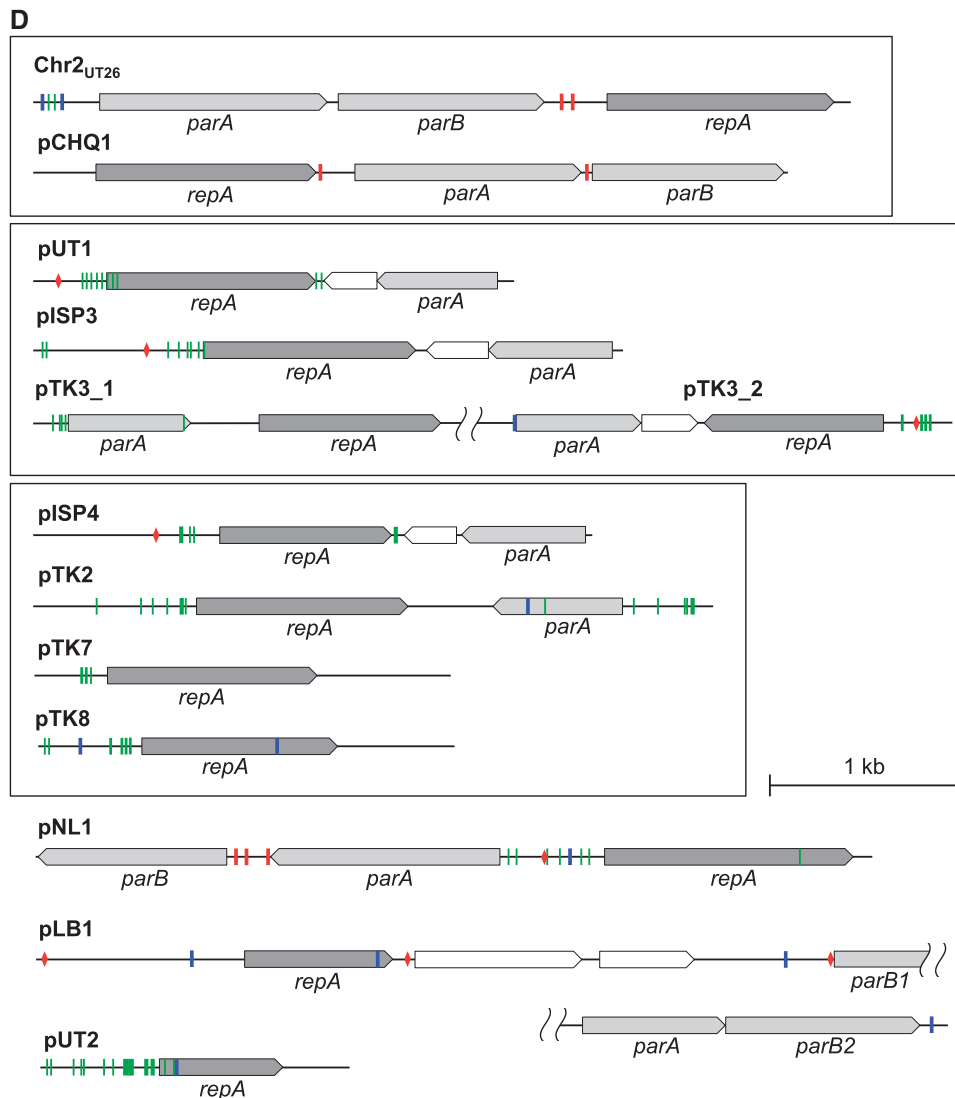 D
Chr2UT26
parA parB repA
pCHQ1
repA parA parB
pUT1
repA parA
pISP3
repA parA
pTK3_1 pTK3_2
parA repA parA repA
pISP4
repA parA
pTK2
repA parA
pTK7
repA
pTK8
repA
1 kb
pNL1
parB parA repA
pLB1
repA parB1
parA parB2
pUT2
repA